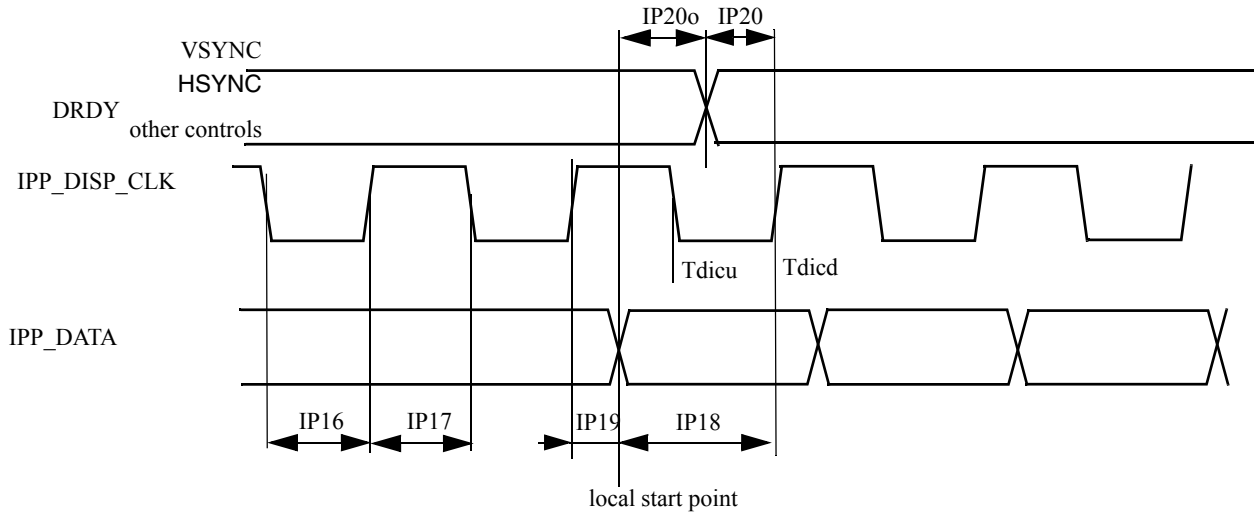 IP20o IP20
VSYNC
HSYNC
DRDY
other controls
IPP_DISP_CLK
Tdicu
Tdicd
IPP_DATA
IP16
IP17
IP19
IP18
local start point